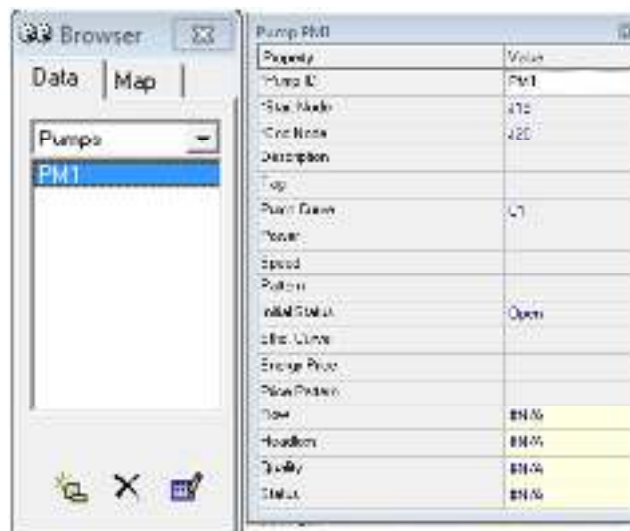 Browser
Data Map
Pumps
PM1
Pump PM1
Property Value
*Pump ID PM1
*Start Node
*End Node
Description
Tag
Pump Curve
Power
Speed
Pattern
Initial Status Open
Effic. Curve
Energy Price
Price Pattern
Flow #N/A
Headloss #N/A
Quality #N/A
Status #N/A